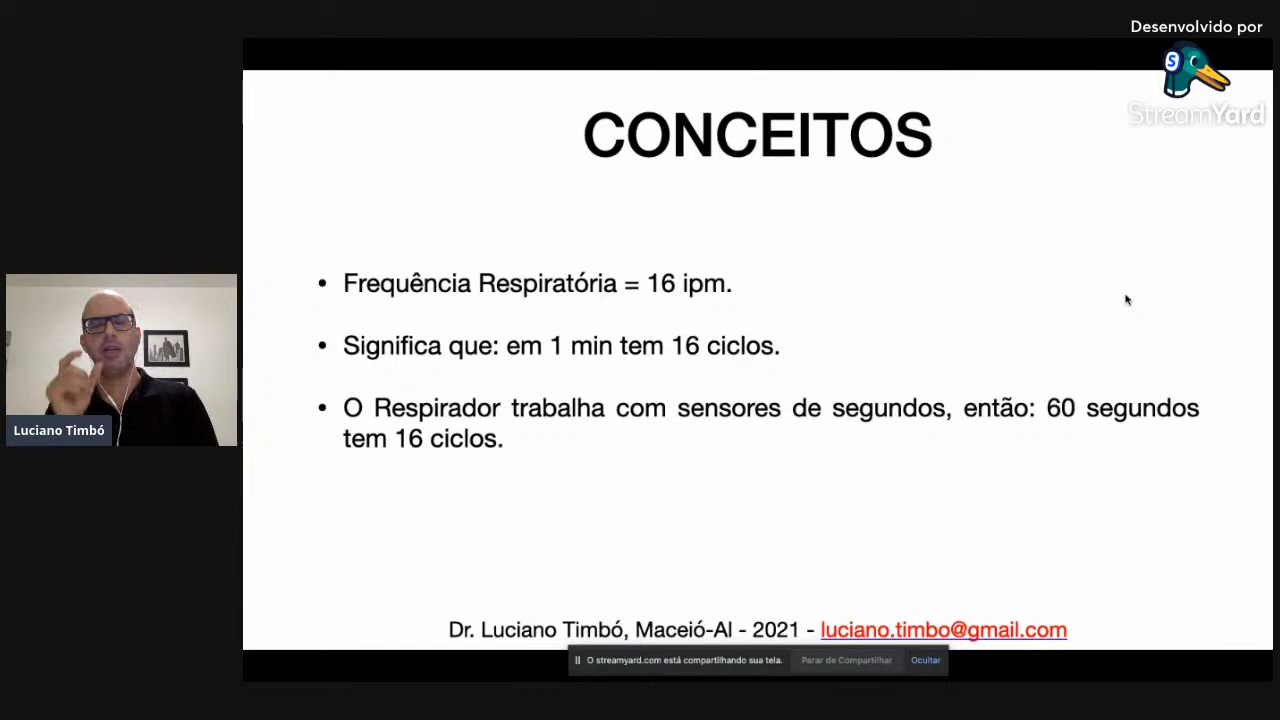 Desenvolvido por
S
StreamYard
CONCEITOS
• Frequência Respiratória = 16 ipm.
• Significa que: em 1 min tem 16 ciclos.
• O Respirador trabalha com sensores de segundos, então: 60 segundos
tem 16 ciclos.
Luciano Timbó
Dr. Luciano Timbó, Maceió-Al - 2021 - luciano.timbo@gmail.com
O streamyard.com está compartilhando sua tela. Parar de Compartilhar Ocultar